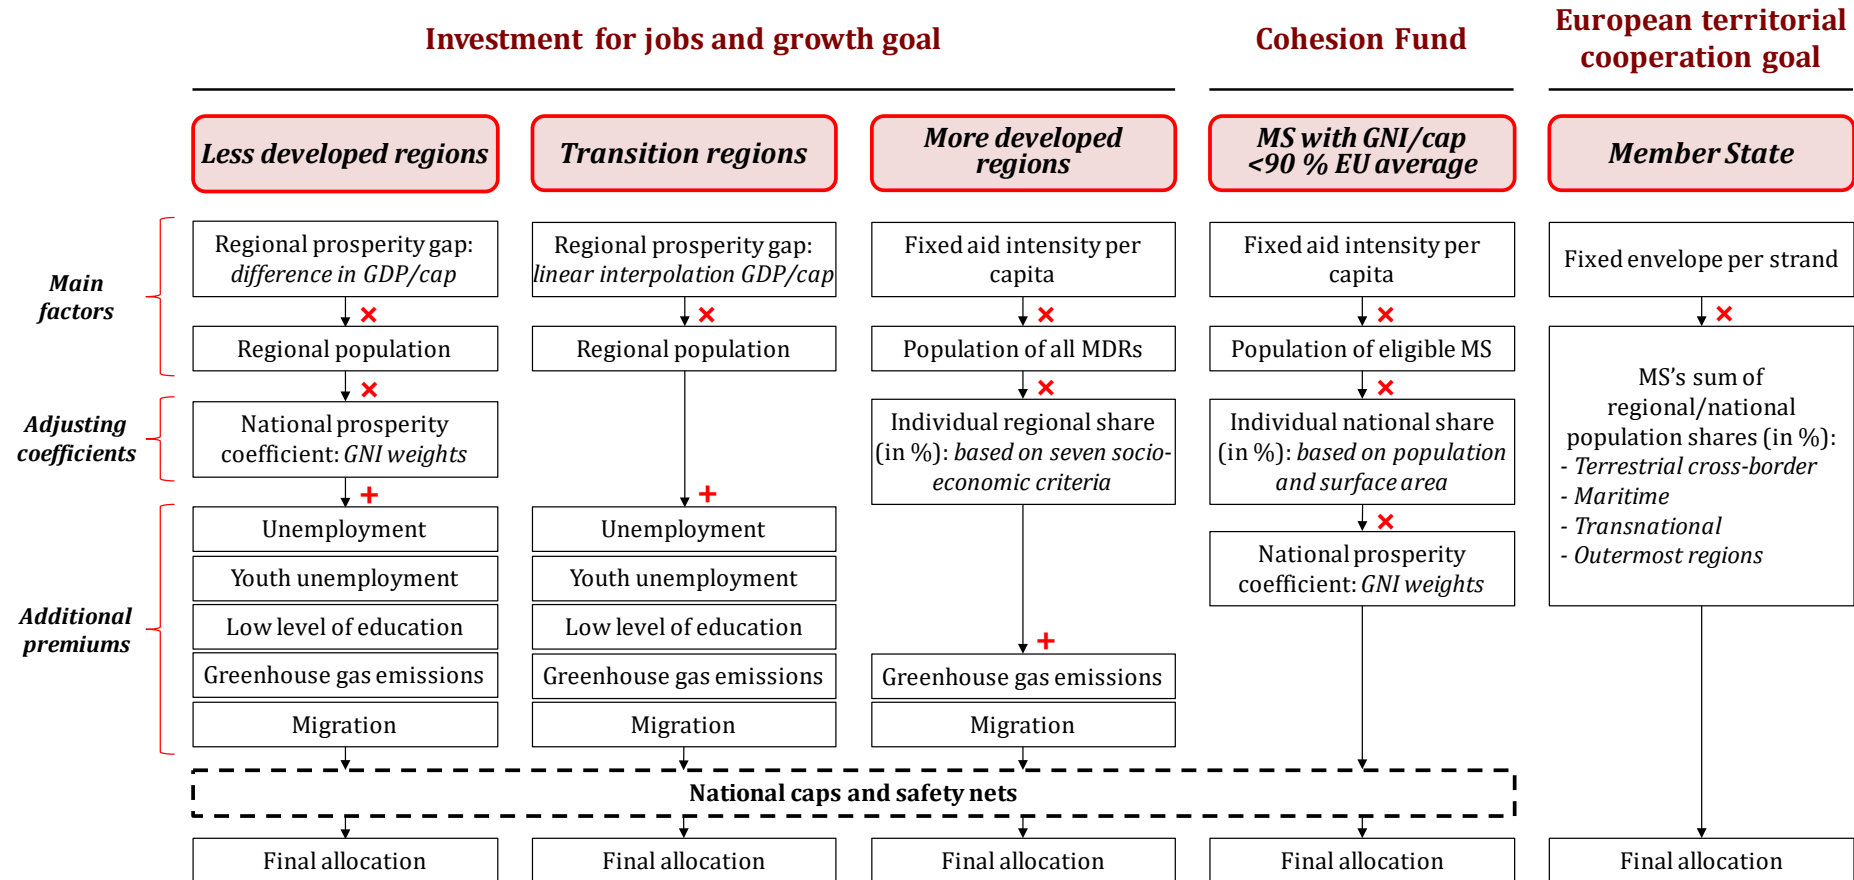 Investment for jobs and growth goal
Cohesion Fund
European territorial
cooperation goal
Less developed regions
Transition regions
More developed
regions
MS with GNI/cap
<90 % EU average
Member State
Main
factors
Regional prosperity gap:
difference in GDP/cap
Regional prosperity gap:
linear interpolation GDP/cap
Fixed aid intensity per
capita
Fixed aid intensity per
capita
Fixed envelope per strand
×
×
×
×
×
Regional population
Regional population
Population of all MDRs
Population of eligible MS
MS's sum of
regional/national
population shares (in %):
- Terrestrial cross-border
- Maritime
- Transnational
- Outermost regions
×
×
×
Adjusting
coefficients
National prosperity
coefficient: GNI weights
Individual regional share
(in %): based on seven socio-
economic criteria
Individual national share
(in %): based on population
and surface area
+
+
×
National prosperity
coefficient: GNI weights
Additional
premiums
Unemployment
Unemployment
Youth unemployment
Youth unemployment
Low level of education
Low level of education
+
Greenhouse gas emissions
Greenhouse gas emissions
Greenhouse gas emissions
Migration
Migration
Migration
National caps and safety nets
Final allocation
Final allocation
Final allocation
Final allocation
Final allocation